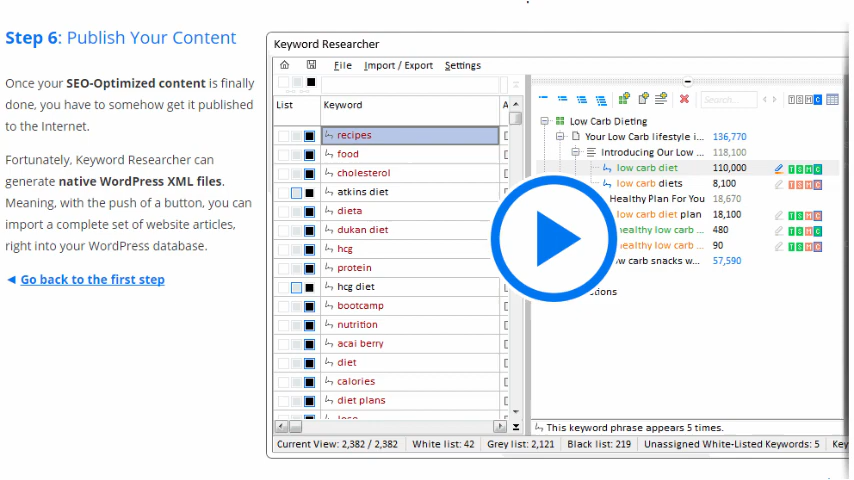 Step 6: Publish Your Content
Once your SEO-Optimized content is finally
done, you have to somehow get it published
to the Internet.
Fortunately, Keyword Researcher can
generate native WordPress XML files.
Meaning, with the push of a button, you can
import a complete set of website articles,
right into your WordPress database.
◄ Go back to the first step
Keyword Researcher
File Import / Export Settings
List Keyword A
recipes
food
cholesterol
atkins diet
dieta
dukan diet
hcg
protein
hcg diet
bootcamp
nutrition
acai berry
diet
calories
diet plans
Search...
T S M C
Low Carb Dieting
Your Low Carb lifestyle i... 136,770
Introducing Our Low ... 118,100
low carb diet 110,000 T S M C
low carb diets 8,100 T S M C
Healthy Plan For You 18,670
low carb diet plan 18,100 T S M C
healthy low carb ... 480 T S M C
healthy low carb ... 90 T S M C
ow carb snacks w... 57,590
ctions
This keyword phrase appears 5 times.
Current View: 2,382 / 2,382 White list: 42 Grey list: 2,121 Black list: 219 Unassigned White-Listed Keywords: 5 Key